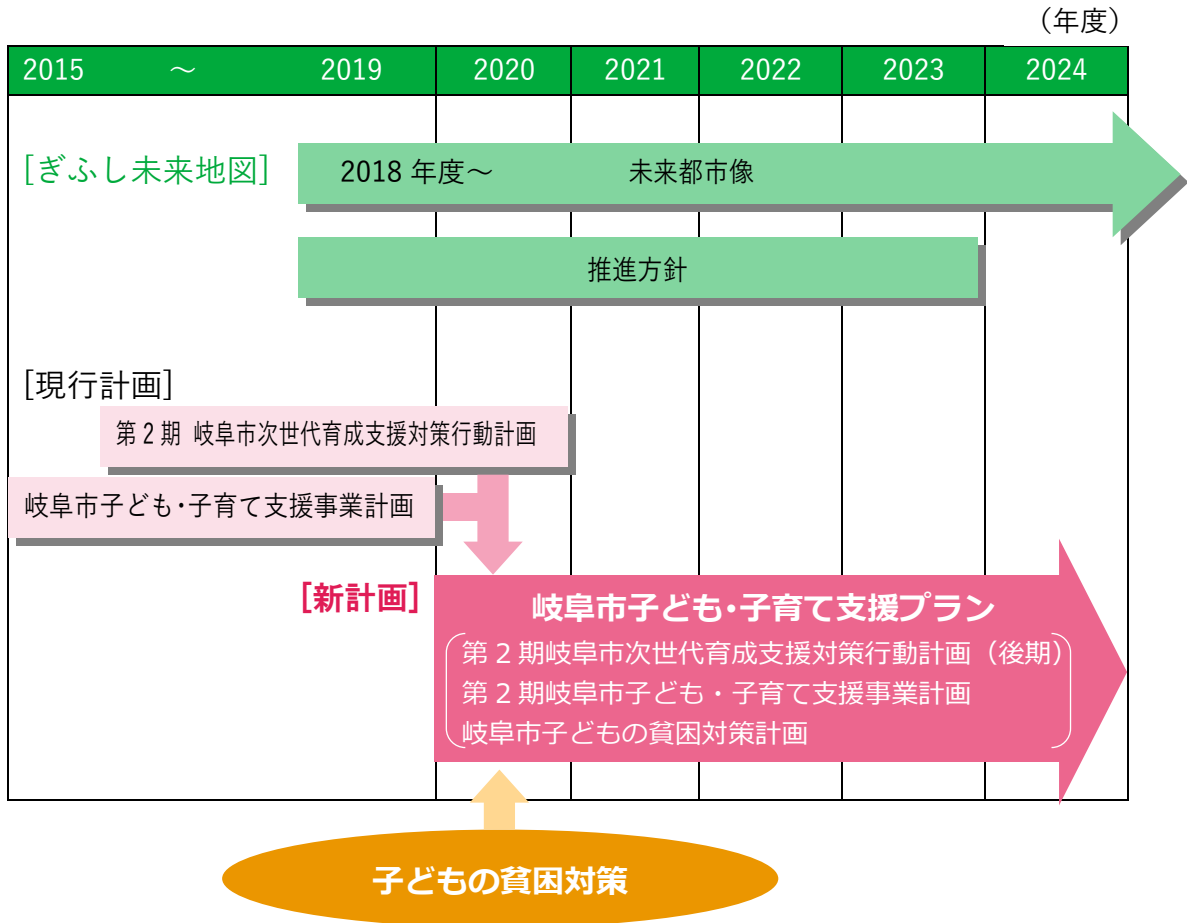 （年度）
2015 ～ 2019 2020 2021 2022 2023 2024
[ぎふし未来地図] 2018 年度～ 未来都市像
推進方針
[現行計画]
第２期 岐阜市次世代育成支援対策行動計画
岐阜市子ども･子育て支援事業計画
[新計画] 岐阜市子ども･子育て支援プラン
第２期岐阜市次世代育成支援対策行動計画（後期）
第２期岐阜市子ども・子育て支援事業計画
岐阜市子どもの貧困対策計画
子どもの貧困対策